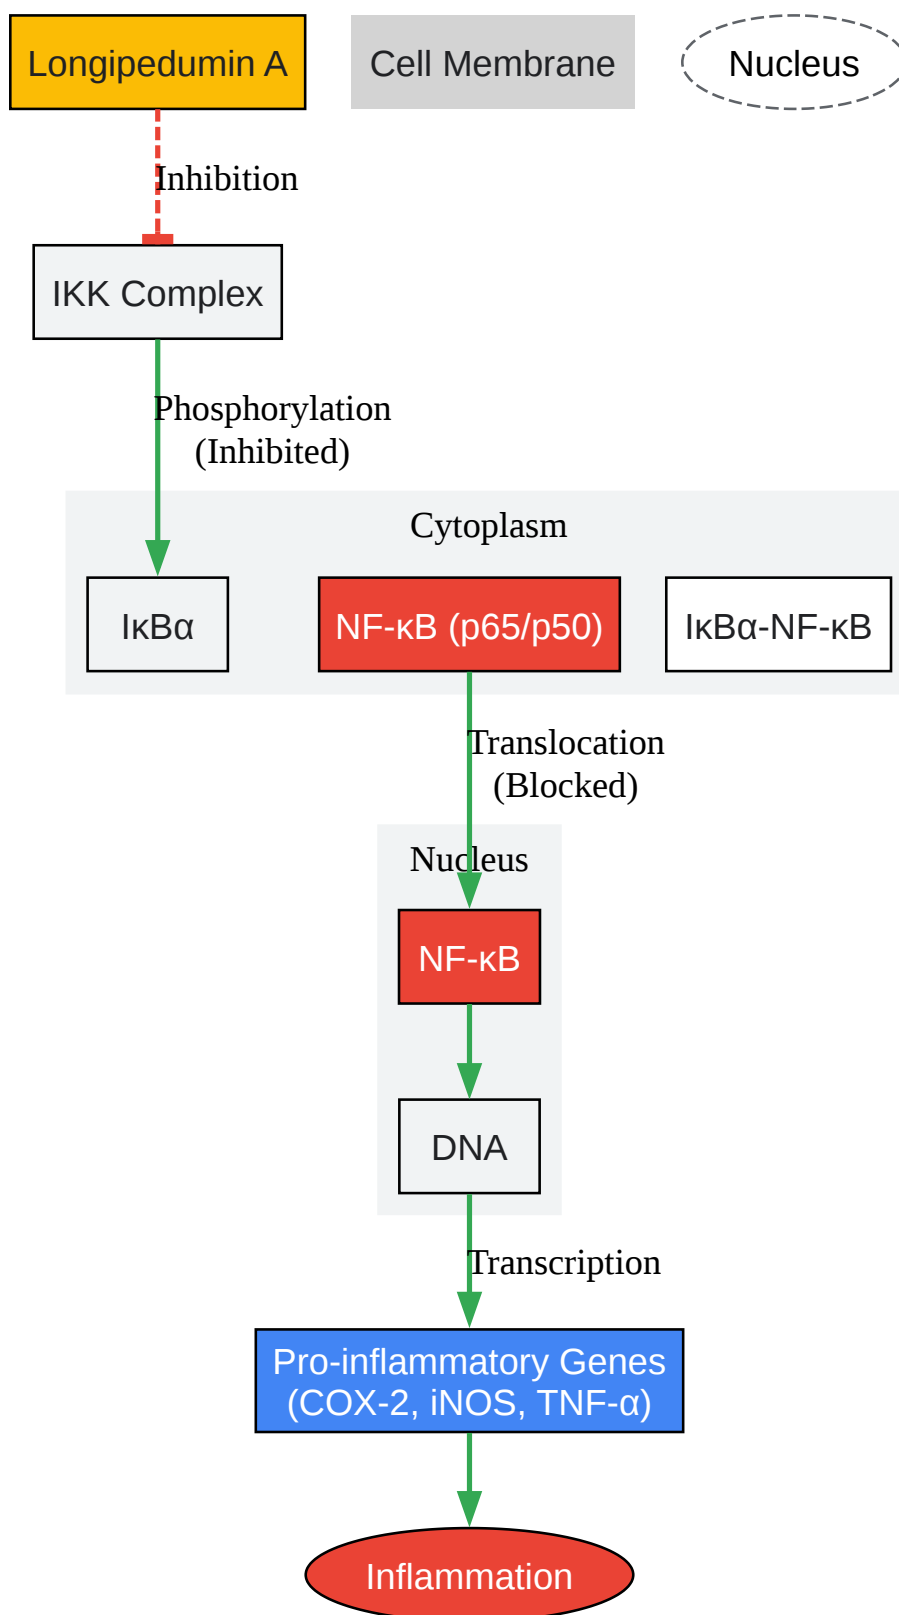 Longipedumin A
Cell Membrane
Nucleus
Inhibition
IKK Complex
Phosphorylation
(Inhibited)
Cytoplasm
IκBα
NF-κB (p65/p50)
IκBα-NF-κB
Translocation
(Blocked)
Nucleus
NF-κB
DNA
Transcription
Pro-inflammatory Genes
(COX-2, iNOS, TNF-α)
Inflammation